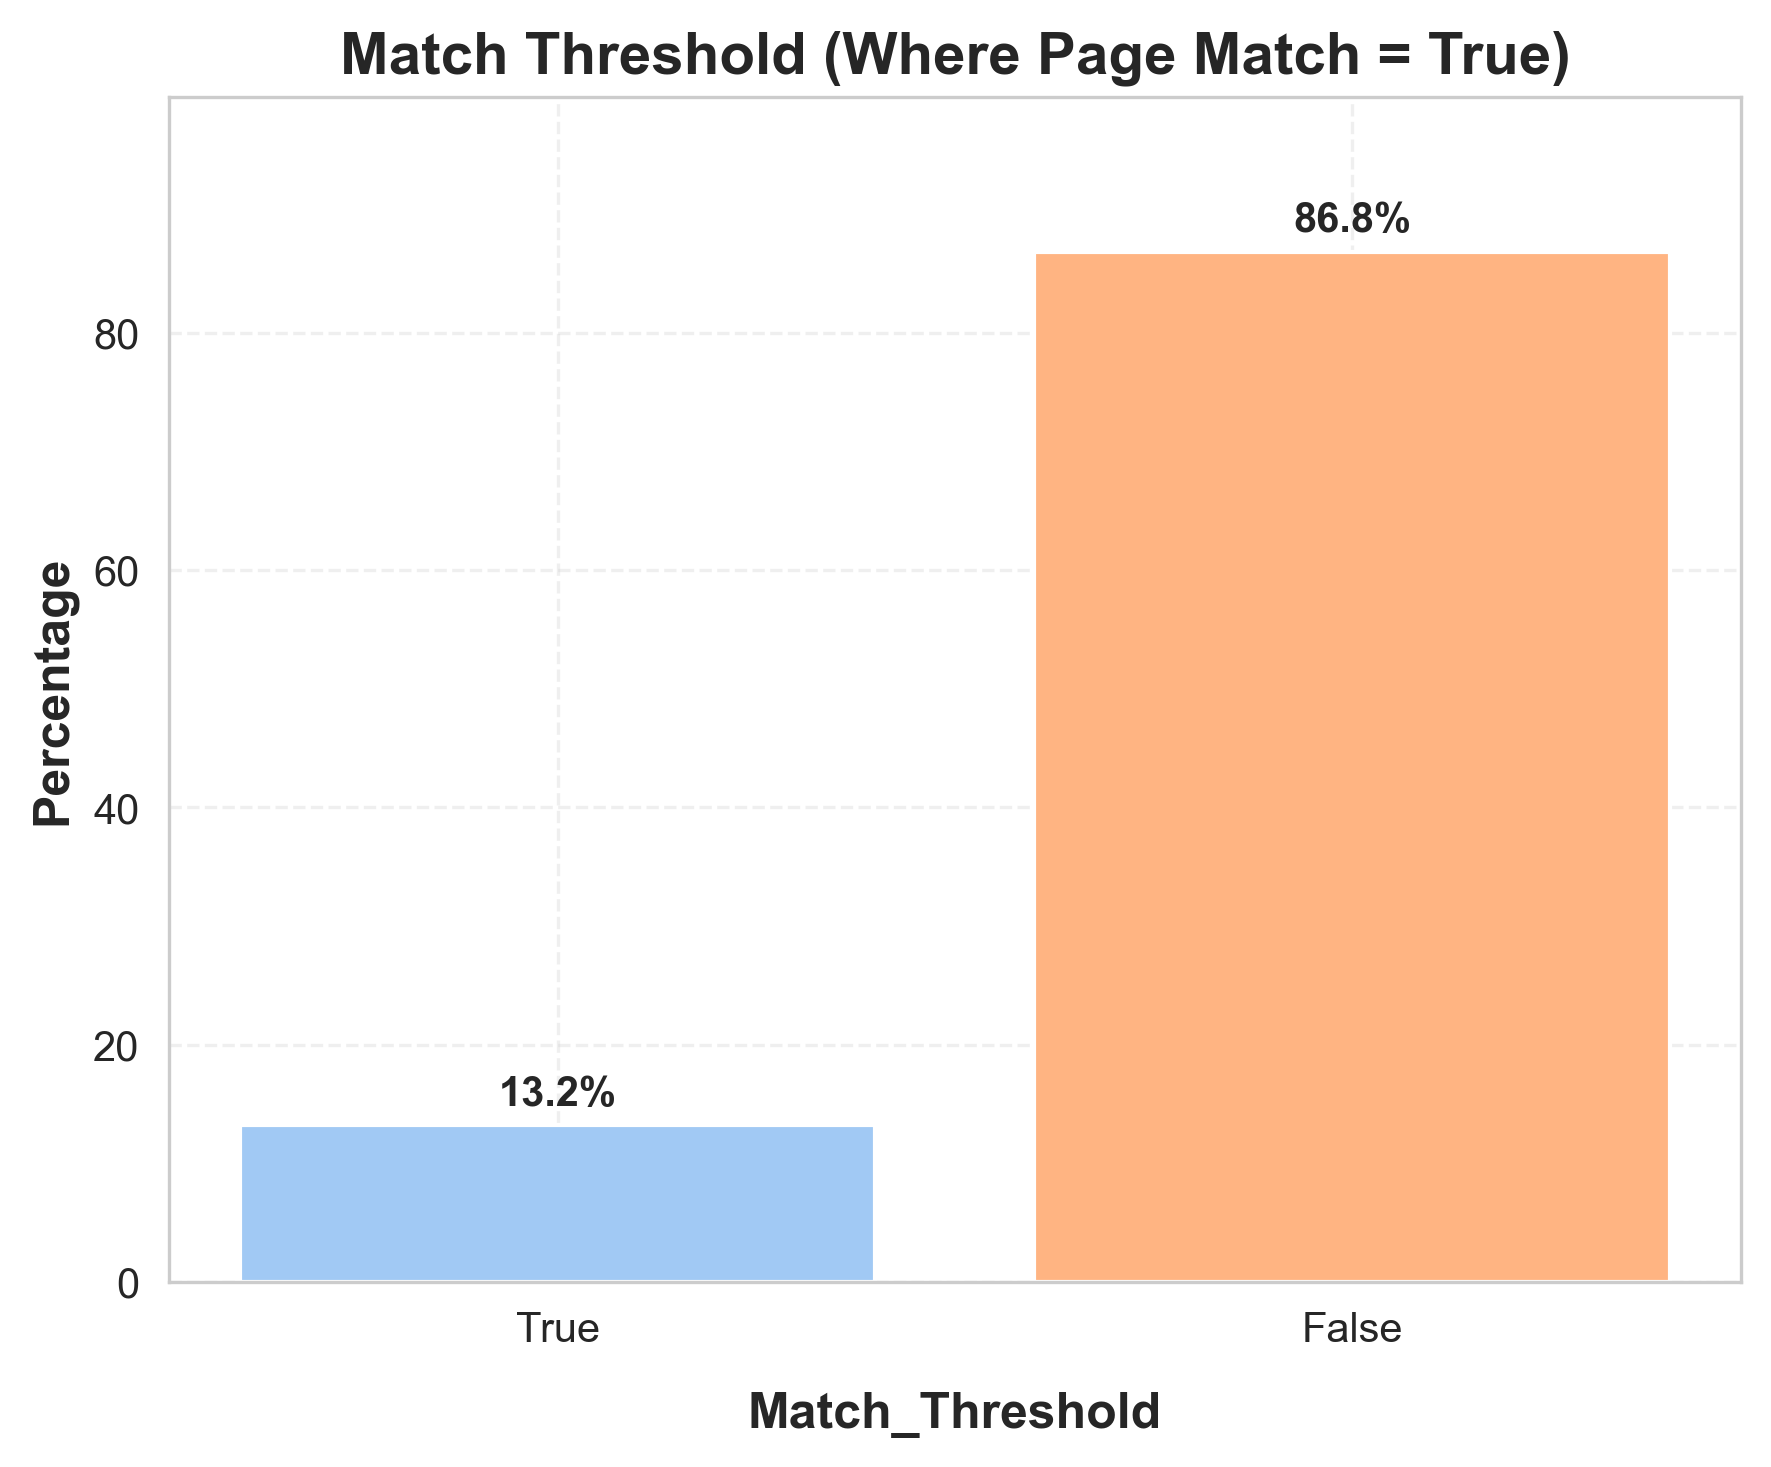 Match Threshold (Where Page Match = True)
86.8%
80
60
40
20
0
Percentage
13.2%
True
False
Match_Threshold